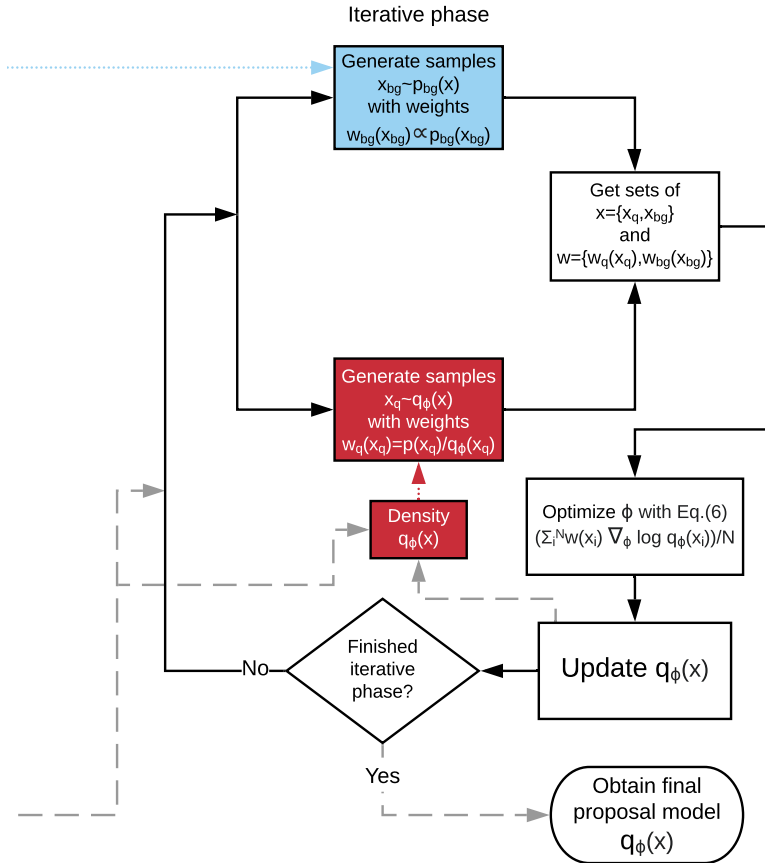 Iterative phase
Generate samples
x_bg~p_bg(x)
with weights
w_bg(x_bg)∝p_bg(x_bg)
Get sets of
x={x_q,x_bg}
and
w={w_q(x_q),w_bg(x_bg)}
Generate samples
x_q~q_ϕ(x)
with weights
w_q(x_q)=p(x_q)/q_ϕ(x_q)
Density
q_ϕ(x)
Optimize ϕ with Eq.(6)
(Σ_i^N w(x_i) ∇_ϕ log q_ϕ(x_i))/N
Update q_ϕ(x)
Finished
iterative
phase?
No
Yes
Obtain final
proposal model
q_ϕ(x)